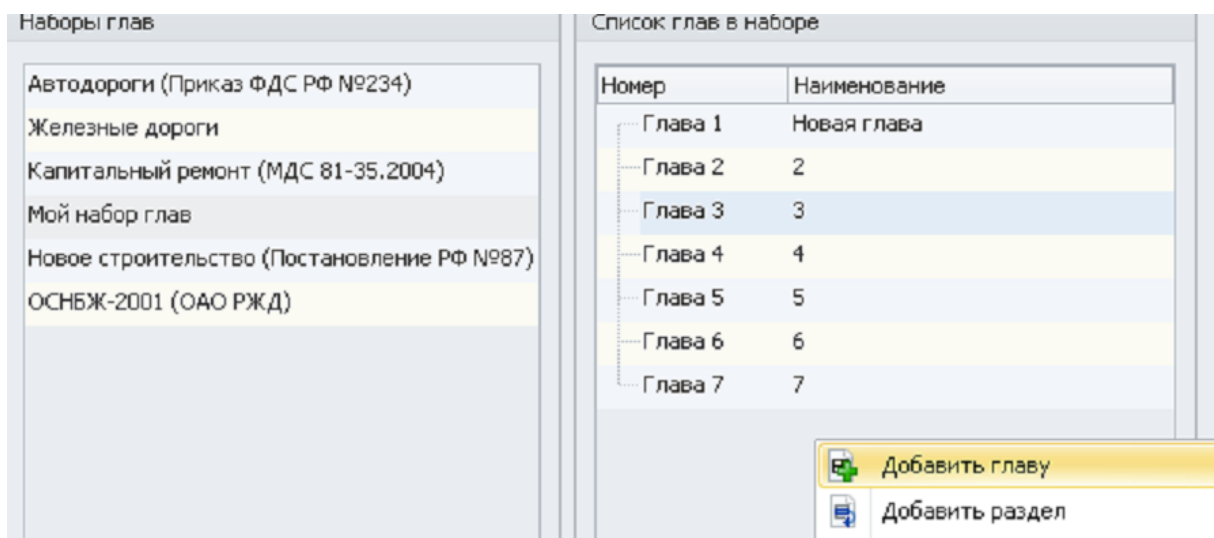 Наборы глав
Автодороги (Приказ ФДС РФ №234)
Железные дороги
Капитальный ремонт (МДС 81-35.2004)
Мой набор глав
Новое строительство (Постановление РФ №87)
ОСНБЖ-2001 (ОАО РЖД)
Список глав в наборе
Номер Наименование
Глава 1 Новая глава
Глава 2 2
Глава 3 3
Глава 4 4
Глава 5 5
Глава 6 6
Глава 7 7
Добавить главу
Добавить раздел